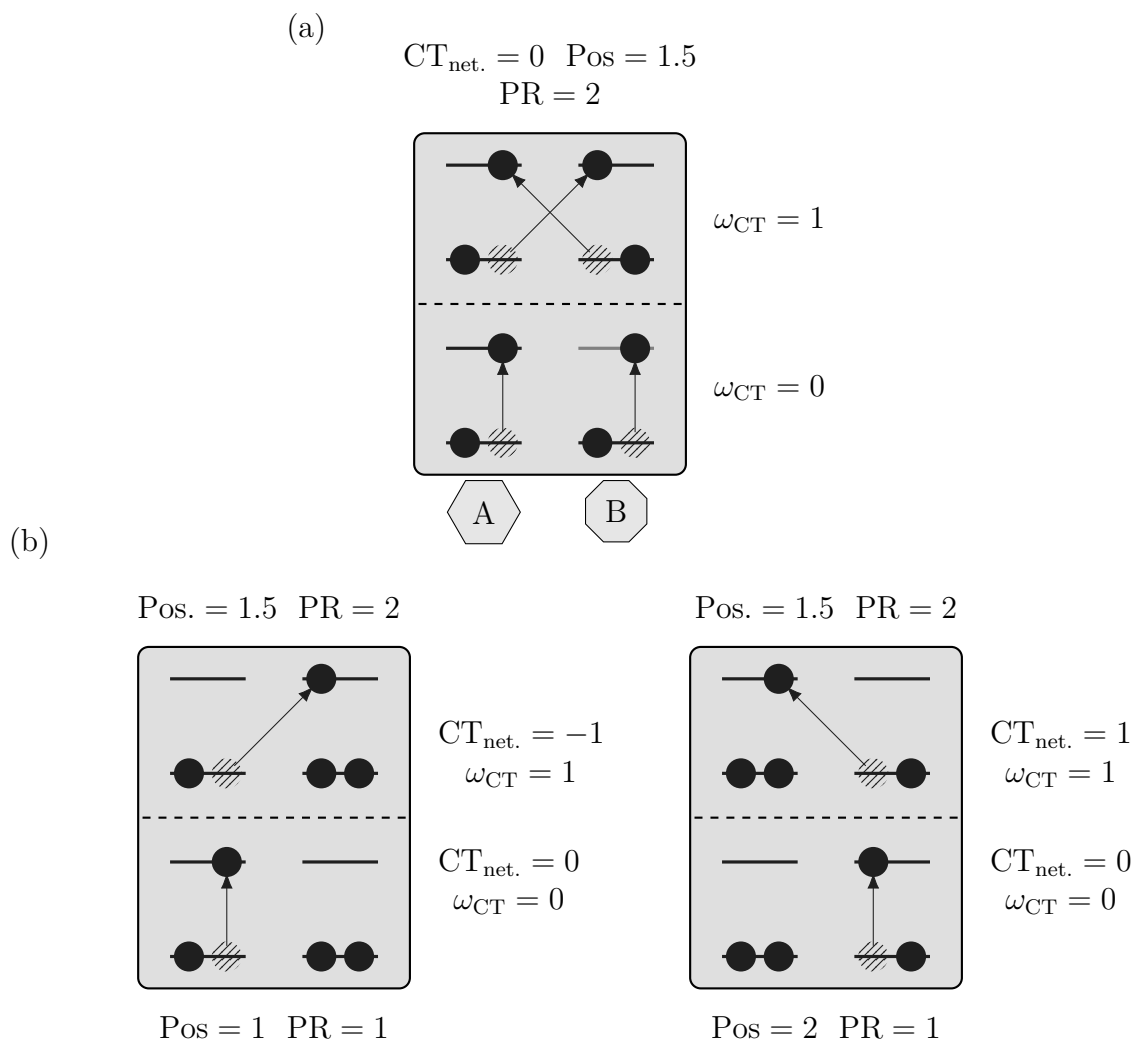 (a)
CT_net. = 0 Pos = 1.5
PR = 2
ω_CT = 1
ω_CT = 0
A B
(b)
Pos. = 1.5 PR = 2
CT_net. = −1
ω_CT = 1
CT_net. = 0
ω_CT = 0
Pos = 1 PR = 1
Pos. = 1.5 PR = 2
CT_net. = 1
ω_CT = 1
CT_net. = 0
ω_CT = 0
Pos = 2 PR = 1